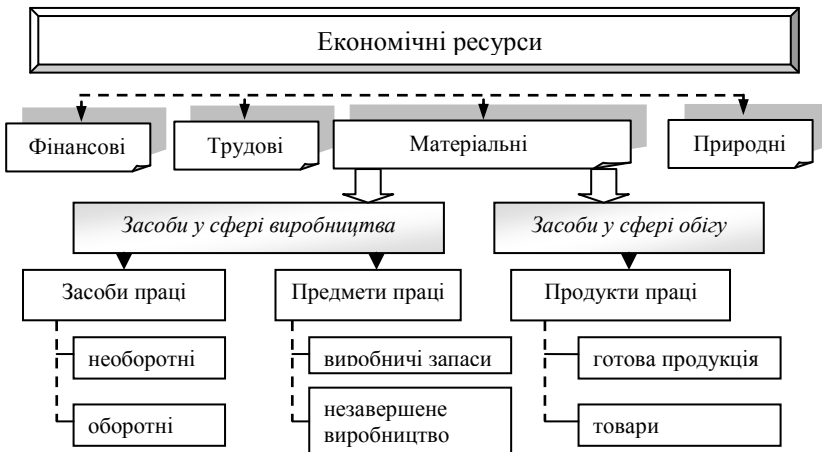 Економічні ресурси
Фінансові
Трудові
Матеріальні
Природні
Засоби у сфері виробництва
Засоби у сфері обігу
Засоби праці
Предмети праці
Продукти праці
необоротні
виробничі запаси
готова продукція
оборотні
незавершене
виробництво
товари